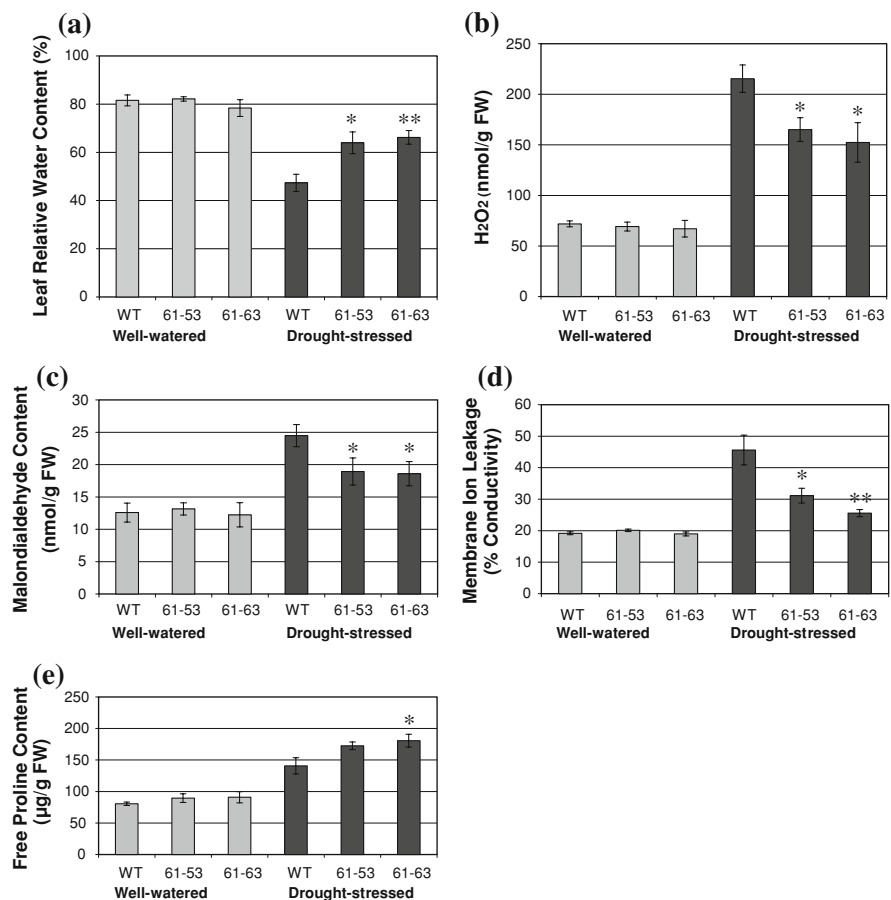 (a)
Leaf Relative Water Content (%)
100
80
60
40
20
0
* **
WT 61-53 61-63 WT 61-53 61-63
Well-watered Drought-stressed
(b)
H2O2 (nmol/g FW)
250
200
150
100
50
0
* *
WT 61-53 61-63 WT 61-53 61-63
Well-watered Drought-stressed
(c)
Malondialdehyde Content
(nmol/g FW)
30
25
20
15
10
5
0
* *
WT 61-53 61-63 WT 61-53 61-63
Well-watered Drought-stressed
(d)
Membrane Ion Leakage
(% Conductivity)
60
50
40
30
20
10
0
* **
WT 61-53 61-63 WT 61-53 61-63
Well-watered Drought-stressed
(e)
Free Proline Content
(µg/g FW)
250
200
150
100
50
0
*
WT 61-53 61-63 WT 61-53 61-63
Well-watered Drought-stressed